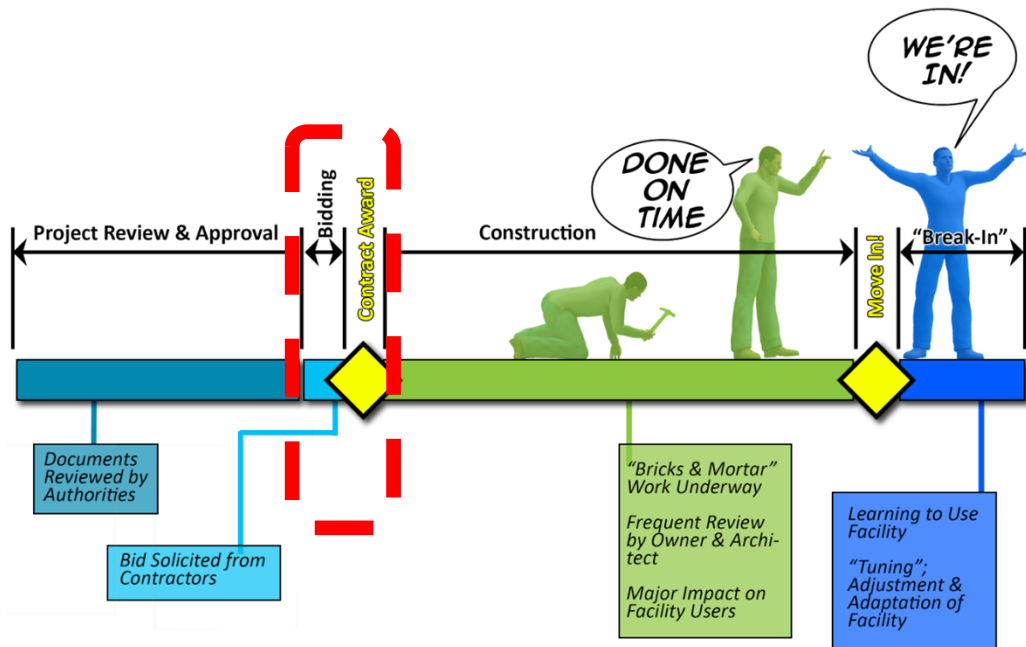 WE'RE
IN!
DONE
ON
TIME
Project Review & Approval
Bidding
Contract Award
Construction
Move In!
“Break-In”
Documents
Reviewed by
Authorities
Bid Solicited from
Contractors
“Bricks & Mortar”
Work Underway
Frequent Review
by Owner & Archi-
tect
Major Impact on
Facility Users
Learning to Use
Facility
“Tuning”;
Adjustment &
Adaptation of
Facility